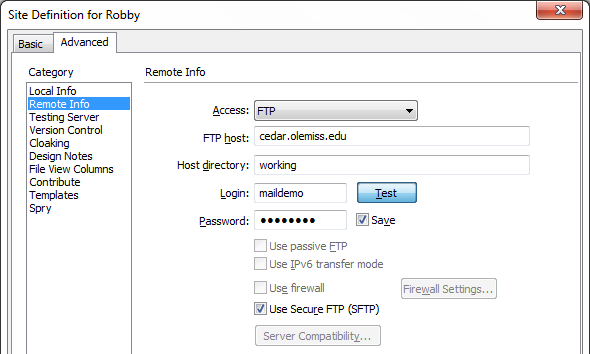 Site Definition for Robby
Basic
Advanced
Category
Local Info
Remote Info
Testing Server
Version Control
Cloaking
Design Notes
File View Columns
Contribute
Templates
Spry
Remote Info
Access: FTP
FTP host: cedar.olemiss.edu
Host directory: working
Login: maildemo Test
Password: ●●●●●●●● Save
Use passive FTP
Use IPv6 transfer mode
Use firewall Firewall Settings...
Use Secure FTP (SFTP)
Server Compatibility...